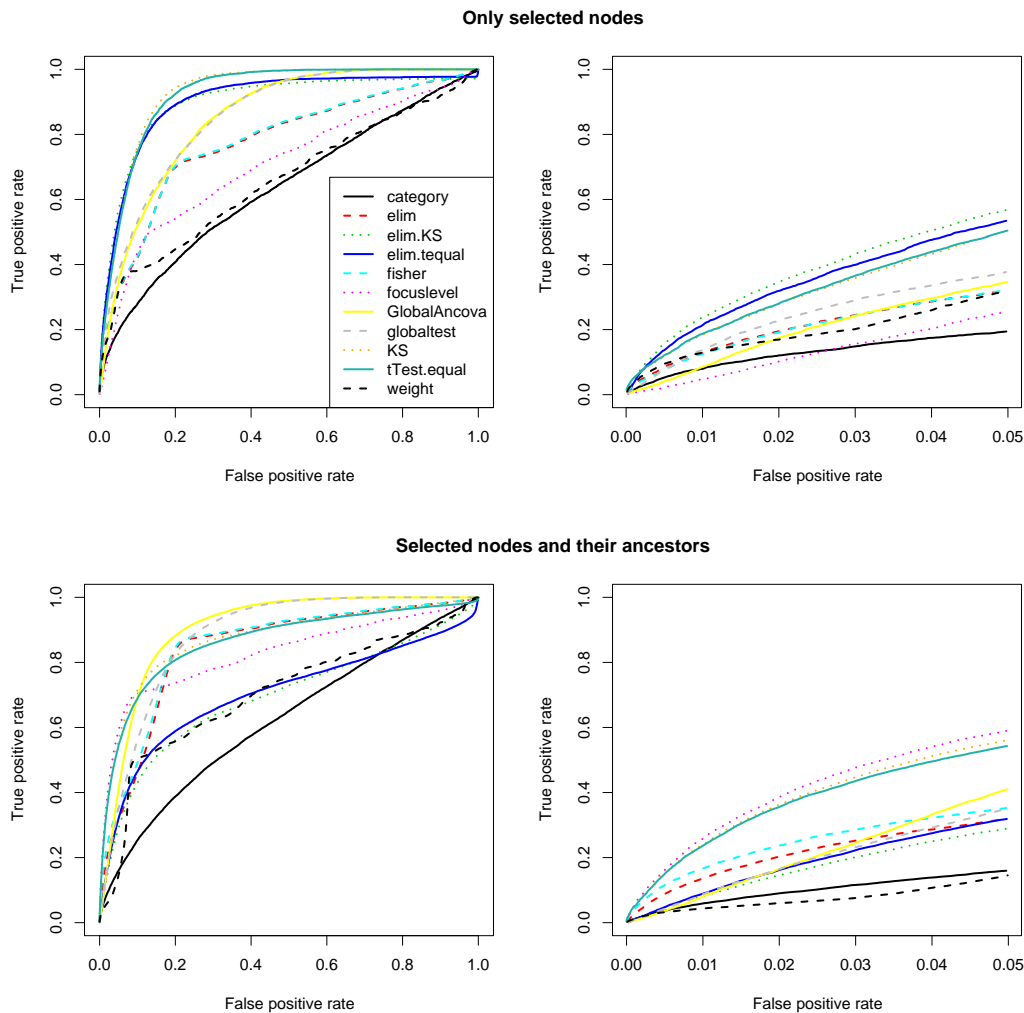 Only selected nodes
True positive rate
1.0
0.8
0.6
0.4
0.2
0.0
category
elim
elim.KS
elim.tequal
fisher
focuslevel
GlobalAncova
globaltest
KS
tTest.equal
weight
0.0 0.2 0.4 0.6 0.8 1.0
False positive rate
True positive rate
1.0
0.8
0.6
0.4
0.2
0.0
0.00 0.01 0.02 0.03 0.04 0.05
False positive rate
Selected nodes and their ancestors
True positive rate
1.0
0.8
0.6
0.4
0.2
0.0
0.0 0.2 0.4 0.6 0.8 1.0
False positive rate
True positive rate
1.0
0.8
0.6
0.4
0.2
0.0
0.00 0.01 0.02 0.03 0.04 0.05
False positive rate